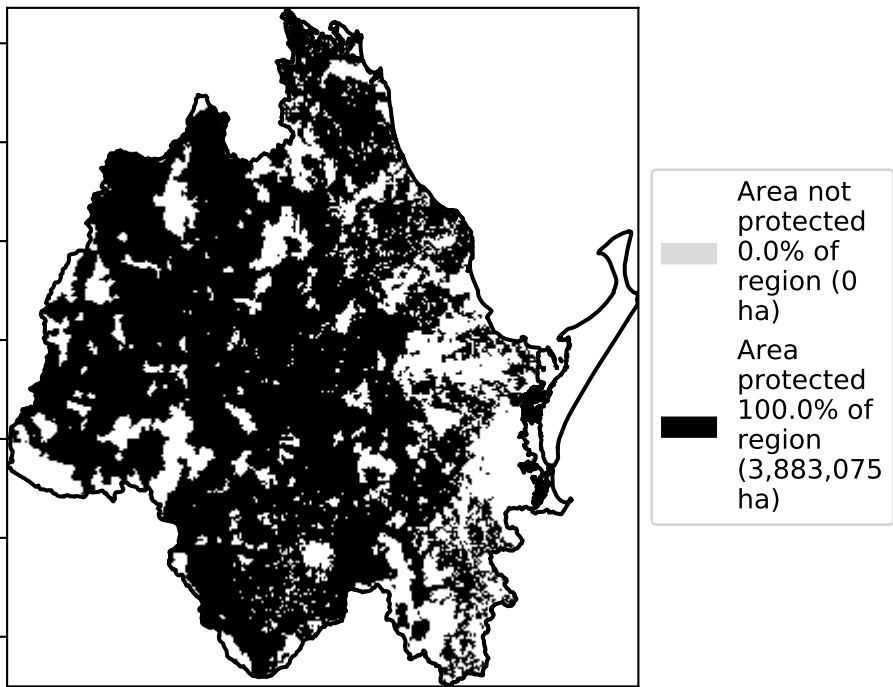 Area not
protected
0.0% of
region (0
ha)
Area
protected
100.0% of
region
(3,883,075
ha)